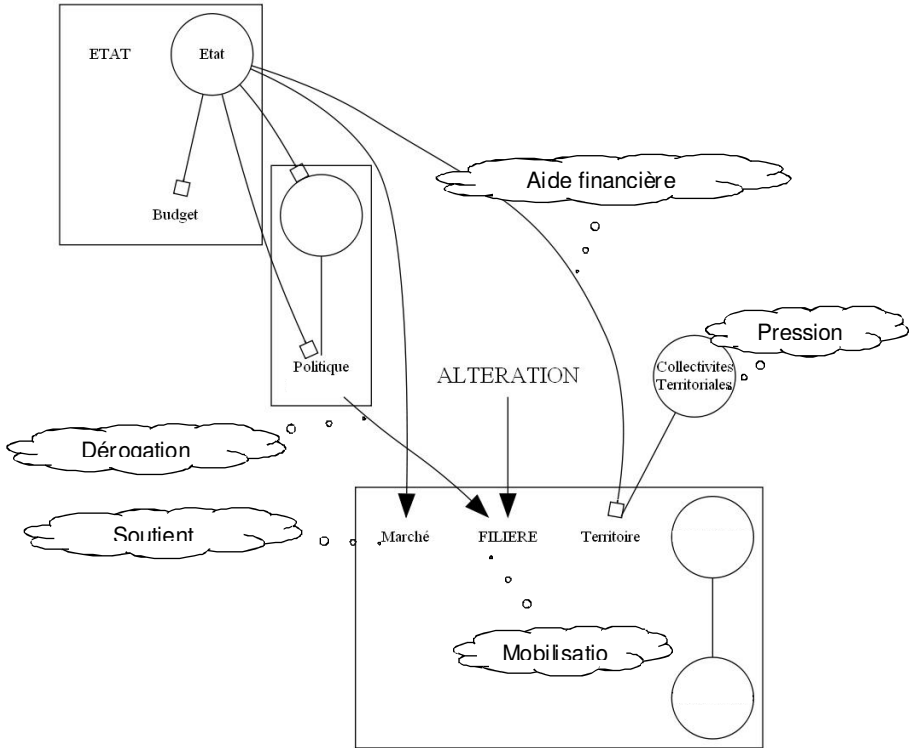 ETAT
Etat
Budget
Aide financière
Pression
Politique
ALTERATION
Collectivites
Territoriales
Dérogation
Soutient
Marché
FILIERE
Territoire
Mobilisatio